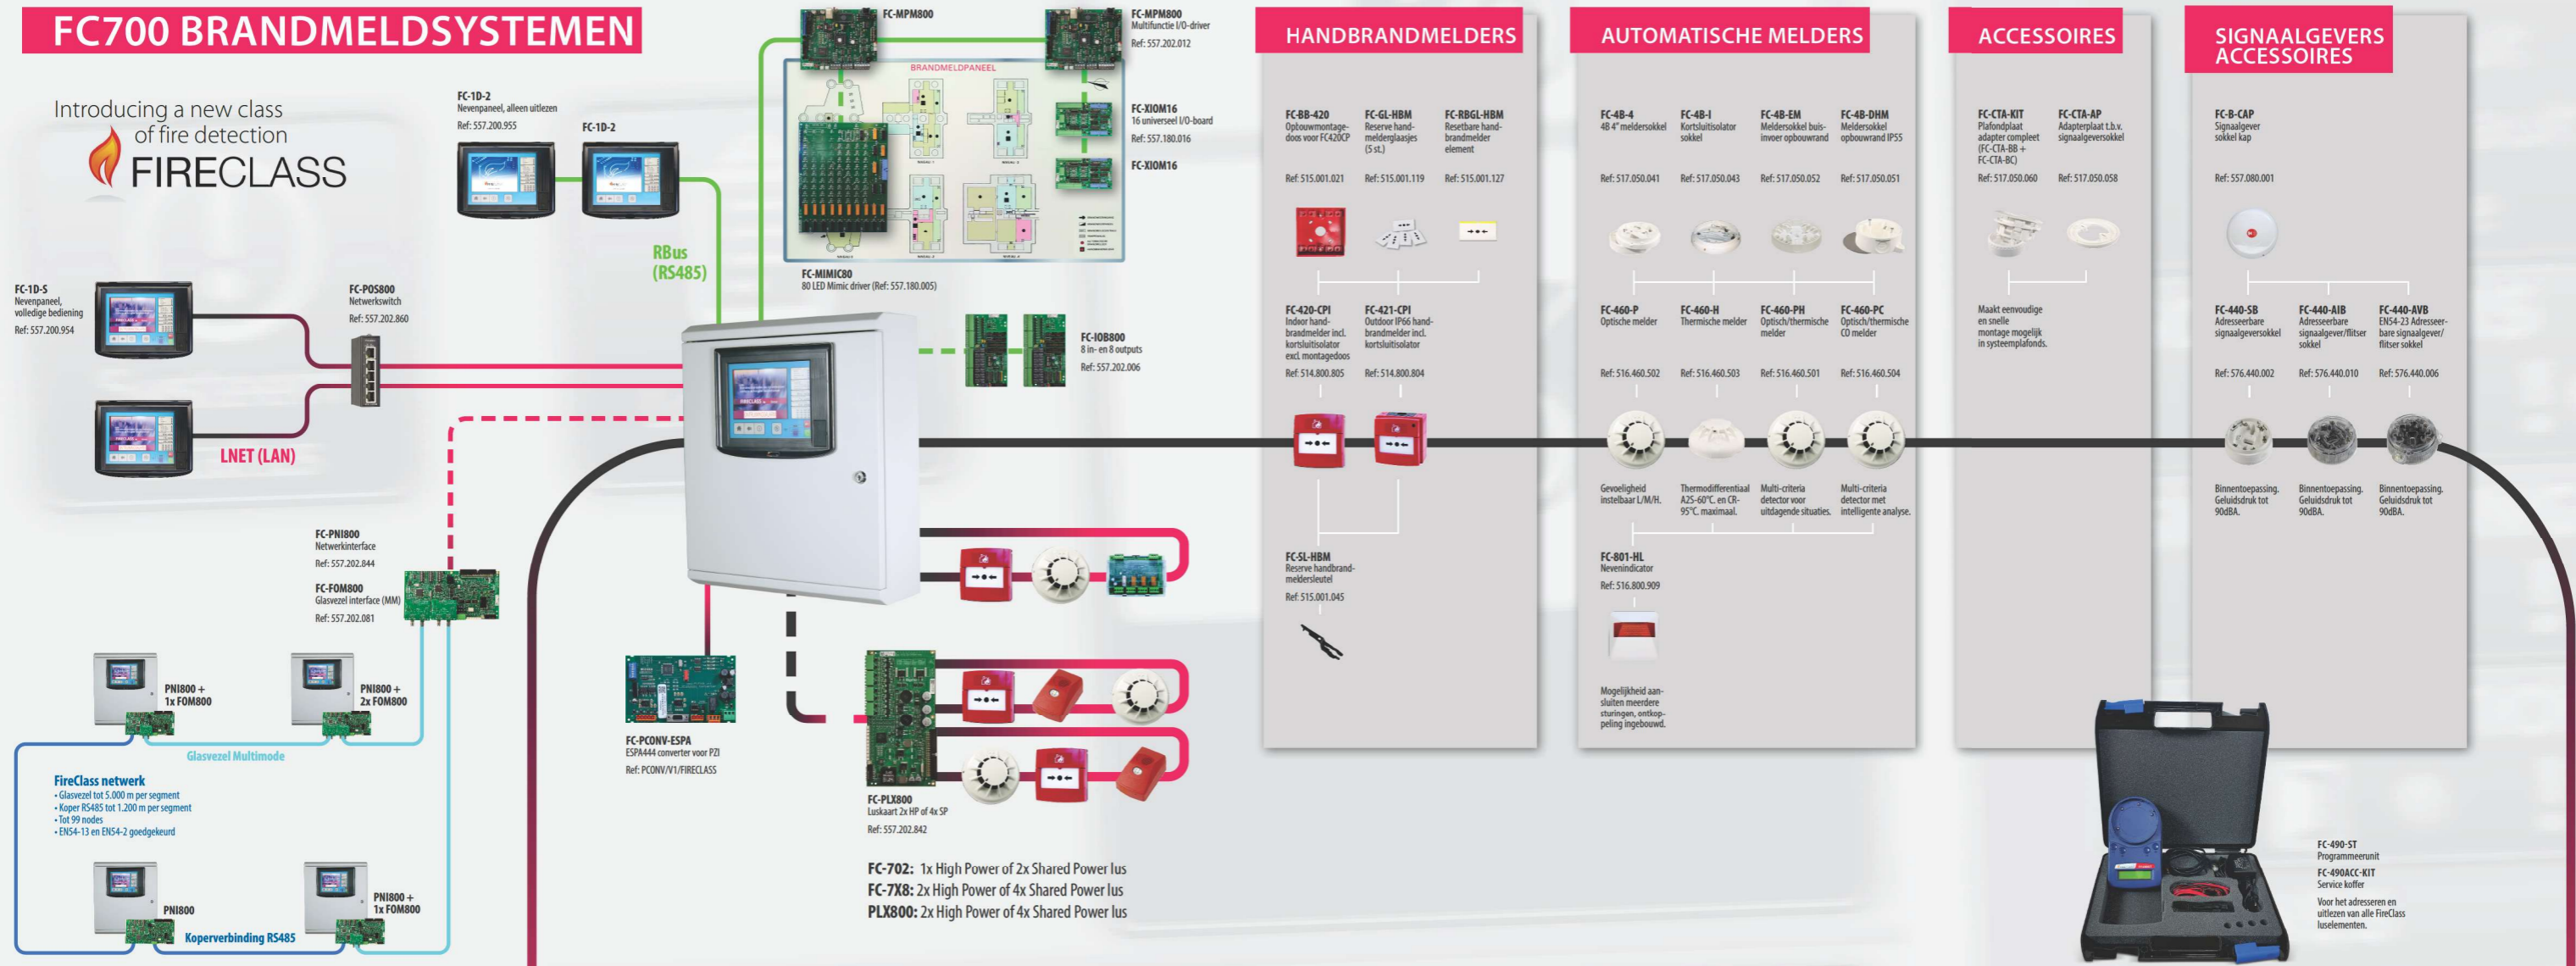 FC700 BRANDMELDSYSTEMEN
Introducing a new class
of fire detection
FIRECLASS
FC-1D-2
Nevenpaneel, alleen uitlezen
Ref: 557.200.955
FC-1D-2
FC-MPM800
FC-MPM800
Multifunctie I/O-driver
Ref: 557.202.012
BRANDMELDPANEEL
FC-XIOM16
16 universeel I/O-board
Ref: 557.180.016
FC-XIOM16
RBus
(RS485)
FC-MIMIC80
80 LED Mimic driver (Ref: 557.180.005)
FC-1D-S
Nevenpaneel,
volledige bediening
Ref: 557.200.954
FC-POS800
Netwerkswitch
Ref: 557.202.860
LNET (LAN)
FC-IOB800
8 in- en 8 outputs
Ref: 557.202.006
FC-PNI800
Netwerkinterface
Ref: 557.202.844
FC-FOM800
Glasvezel interface (MM)
Ref: 557.202.081
PNI800 +
1x FOM800
PNI800 +
2x FOM800
Glasvezel Multimode
FireClass netwerk
• Glasvezel tot 5.000 m per segment
• Koper RS485 tot 1.200 m per segment
• Tot 99 nodes
• EN54-13 en EN54-2 goedgekeurd
PNI800
PNI800 +
1x FOM800
Koperverbinding RS485
FC-PCONV-ESPA
ESPA444 converter voor PZI
Ref: PCONV/V1/FIRECLASS
FC-PLX800
Luskaart 2x HP of 4x SP
Ref: 557.202.842
FC-702: 1x High Power of 2x Shared Power lus
FC-7X8: 2x High Power of 4x Shared Power lus
PLX800: 2x High Power of 4x Shared Power lus
HANDBRANDMELDERS
FC-BB-420
Opbouwmontage-
doos voor FC420CP
Ref: 515.001.021
FC-GL-HBM
Reserve hand-
melderglaasjes
(5 st.)
Ref: 515.001.119
FC-RBGL-HBM
Resetbare hand-
brandmelder
element
Ref: 515.001.127
FC-420-CPI
Indoor hand-
brandmelder incl.
kortsluitisolator
excl. montagedoos
Ref: 514.800.805
FC-421-CPI
Outdoor IP66 hand-
brandmelder incl.
kortsluitisolator
Ref: 514.800.804
FC-SL-HBM
Reserve handbrand-
meldersleutel
Ref: 515.001.045
AUTOMATISCHE MELDERS
FC-4B-4
4B 4" meldersokkel
Ref: 517.050.041
FC-4B-I
Kortsluitisolator
sokkel
Ref: 517.050.043
FC-4B-EM
Meldersokkel buis-
invoer opbouwrand
Ref: 517.050.052
FC-4B-DHM
Meldersokkel
opbouwrand IP55
Ref: 517.050.051
FC-460-P
Optische melder
Ref: 516.460.502
FC-460-H
Thermische melder
Ref: 516.460.503
FC-460-PH
Optisch/thermische
melder
Ref: 516.460.501
FC-460-PC
Optisch/thermische
CO melder
Ref: 516.460.504
Gevoeligheid
instelbaar L/M/H.
Thermodifferentiaal
A2S-60°C. en CR-
95°C. maximaal.
Multi-criteria
detector voor
uitdagende situaties.
Multi-criteria
detector met
intelligente analyse.
FC-801-HL
Nevenindicator
Ref: 516.800.909
Mogelijkheid aan-
sluiten meerdere
sturingen, ontkop-
peling ingebouwd.
ACCESSOIRES
FC-CTA-KIT
Plafondplaat
adapter compleet
(FC-CTA-BB +
FC-CTA-BC)
Ref: 517.050.060
FC-CTA-AP
Adapterplaat t.b.v.
signaalgeversokkel
Ref: 517.050.058
Maakt eenvoudige
en snelle
montage mogelijk
in systeemplafonds.
SIGNAALGEVERS
ACCESSOIRES
FC-B-CAP
Signaalgever
sokkel kap
Ref: 557.080.001
FC-440-SB
Adresseerbare
signaalgeversokkel
Ref: 576.440.002
FC-440-AIB
Adresseerbare
signaalgever/flitser
sokkel
Ref: 576.440.010
FC-440-AVB
EN54-23 Adresseer-
bare signaalgever/
flitser sokkel
Ref: 576.440.006
Binnentoepassing.
Geluidsdruk tot
90dBA.
Binnentoepassing.
Geluidsdruk tot
90dBA.
Binnentoepassing.
Geluidsdruk tot
90dBA.
FC-490-ST
Programmeerunit
FC-490ACC-KIT
Service koffer
Voor het adresseren en
uitlezen van alle FireClass
luselementen.